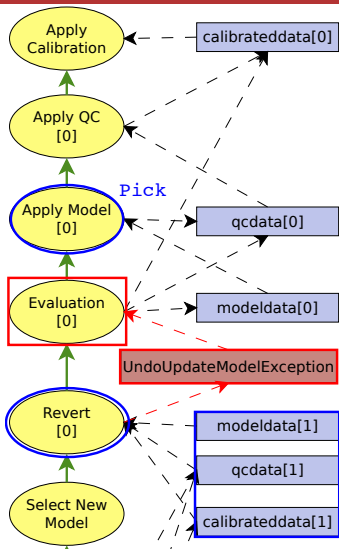 Apply
Calibration
calibrateddata[0]
Apply QC
[0]
Pick
Apply Model
[0]
qcdata[0]
Evaluation
[0]
modeldata[0]
UndoUpdateModelException
Revert
[0]
modeldata[1]
qcdata[1]
Select New
Model
calibrateddata[1]